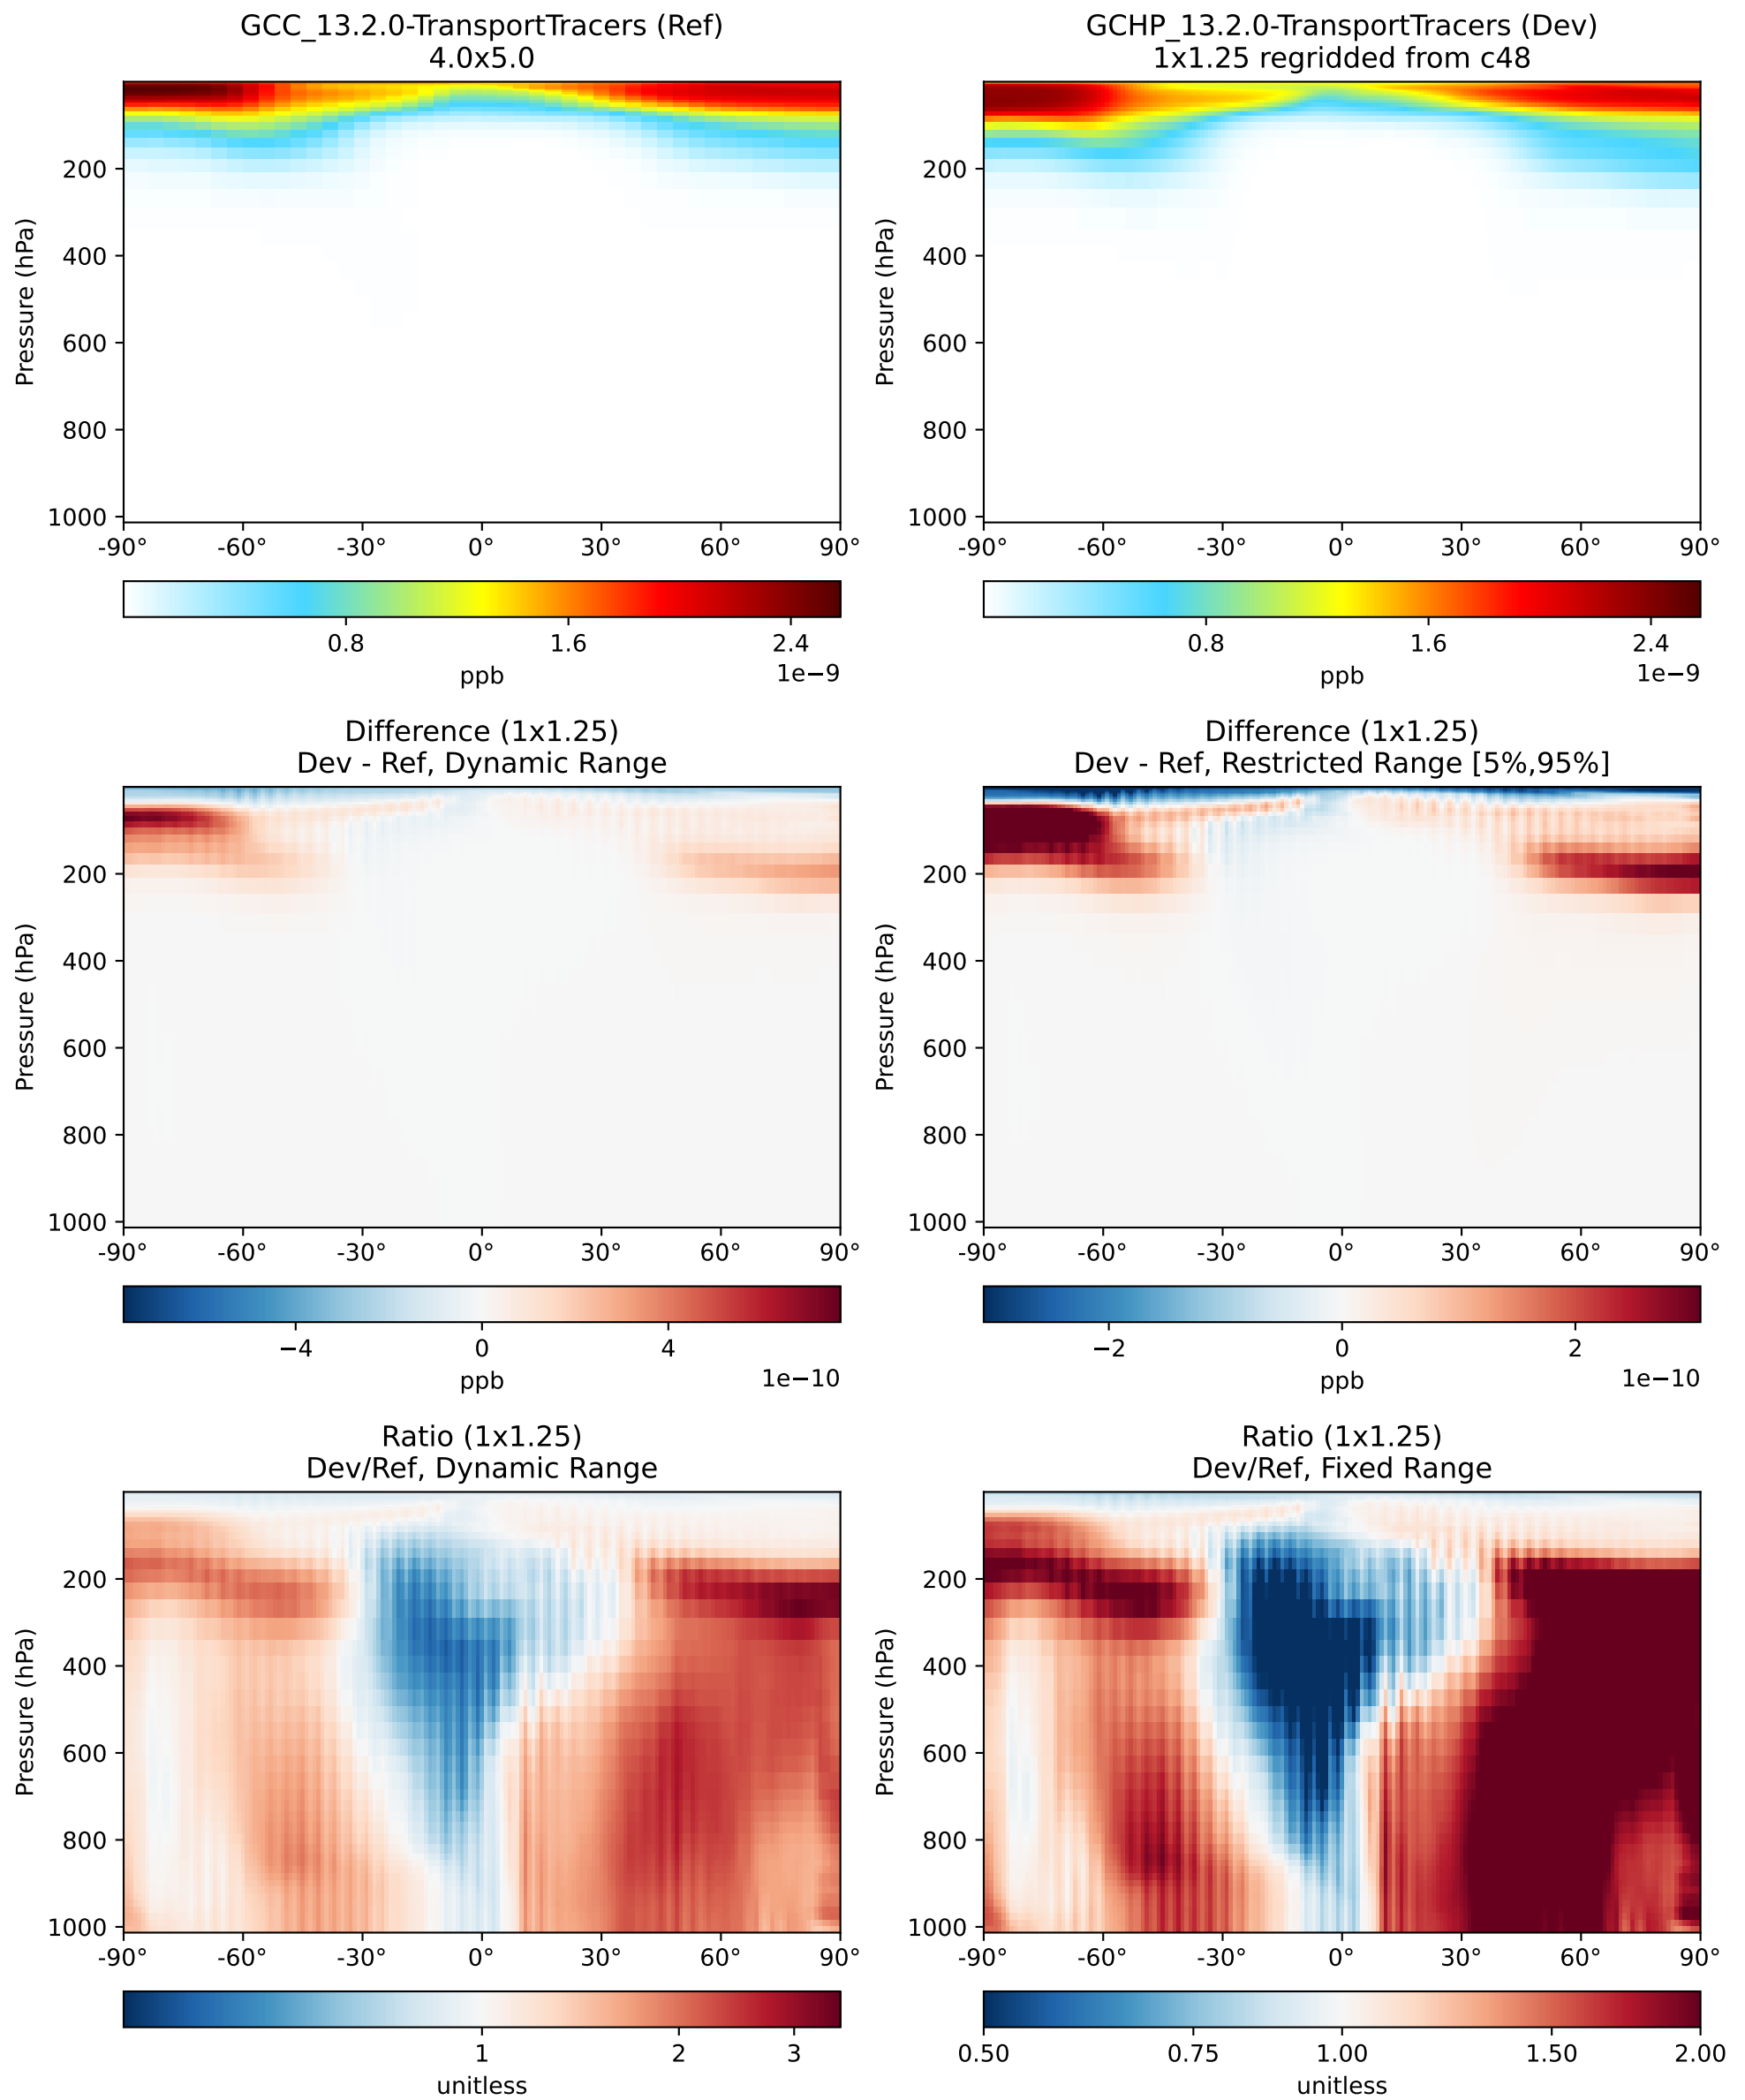 GCC_13.2.0-TransportTracers (Ref)
4.0x5.0
Pressure (hPa)
200
400
600
800
1000
-90° -60° -30° 0° 30° 60° 90°
0.8 1.6 2.4
ppb
1e−9
GCHP_13.2.0-TransportTracers (Dev)
1x1.25 regridded from c48
Pressure (hPa)
200
400
600
800
1000
-90° -60° -30° 0° 30° 60° 90°
0.8 1.6 2.4
ppb
1e−9
Difference (1x1.25)
Dev - Ref, Dynamic Range
Pressure (hPa)
200
400
600
800
1000
-90° -60° -30° 0° 30° 60° 90°
−4 0 4
ppb
1e−10
Difference (1x1.25)
Dev - Ref, Restricted Range [5%,95%]
Pressure (hPa)
200
400
600
800
1000
-90° -60° -30° 0° 30° 60° 90°
−2 0 2
ppb
1e−10
Ratio (1x1.25)
Dev/Ref, Dynamic Range
Pressure (hPa)
200
400
600
800
1000
-90° -60° -30° 0° 30° 60° 90°
1 2 3
unitless
Ratio (1x1.25)
Dev/Ref, Fixed Range
Pressure (hPa)
200
400
600
800
1000
-90° -60° -30° 0° 30° 60° 90°
0.50 0.75 1.00 1.50 2.00
unitless